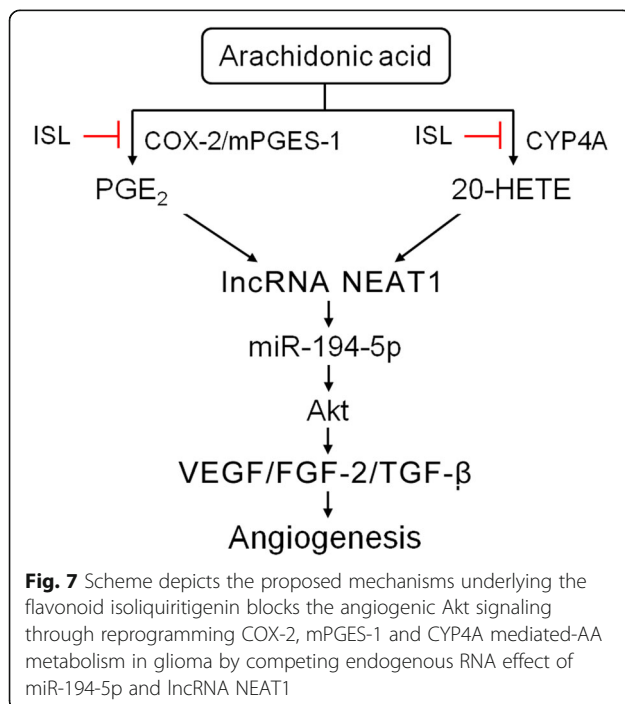 Arachidonic acid
ISL COX-2/mPGES-1 ISL CYP4A
PGE₂ 20-HETE
lncRNA NEAT1
miR-194-5p
Akt
VEGF/FGF-2/TGF-β
Angiogenesis
Fig. 7 Scheme depicts the proposed mechanisms underlying the
flavonoid isoliquiritigenin blocks the angiogenic Akt signaling
through reprogramming COX-2, mPGES-1 and CYP4A mediated-AA
metabolism in glioma by competing endogenous RNA effect of
miR-194-5p and lncRNA NEAT1